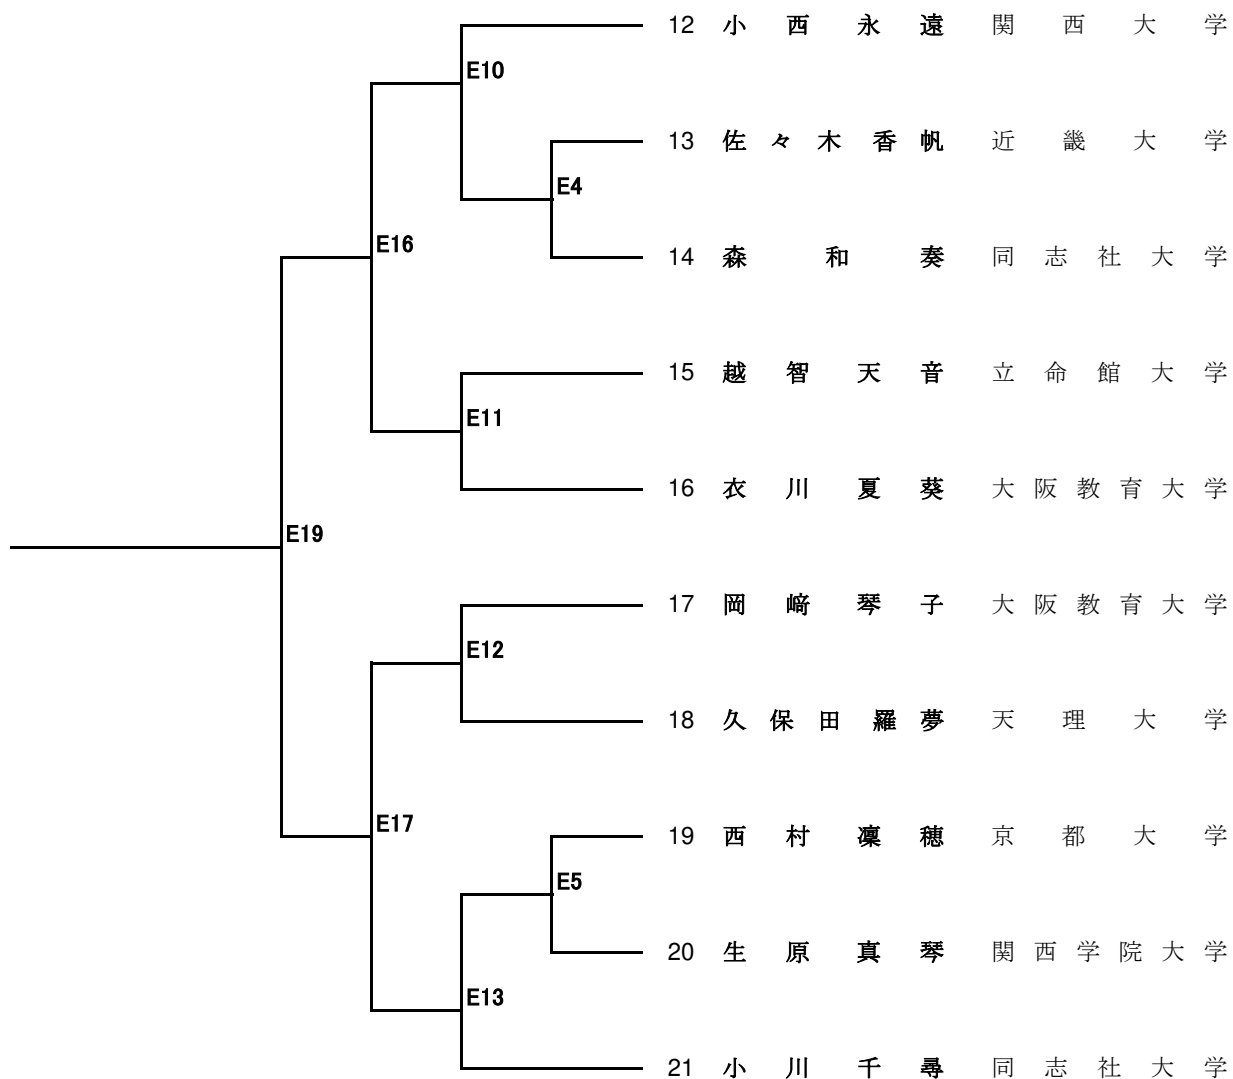 12 小西永遠 関西大学
E10
13 佐々木香帆 近畿大学
E4
E16
14 森和奏 同志社大学
15 越智天音 立命館大学
E11
16 衣川夏葵 大阪教育大学
E19
17 岡﨑琴子 大阪教育大学
E12
18 久保田羅夢 天理大学
E17
19 西村凜穂 京都大学
E5
20 生原真琴 関西学院大学
E13
21 小川千尋 同志社大学